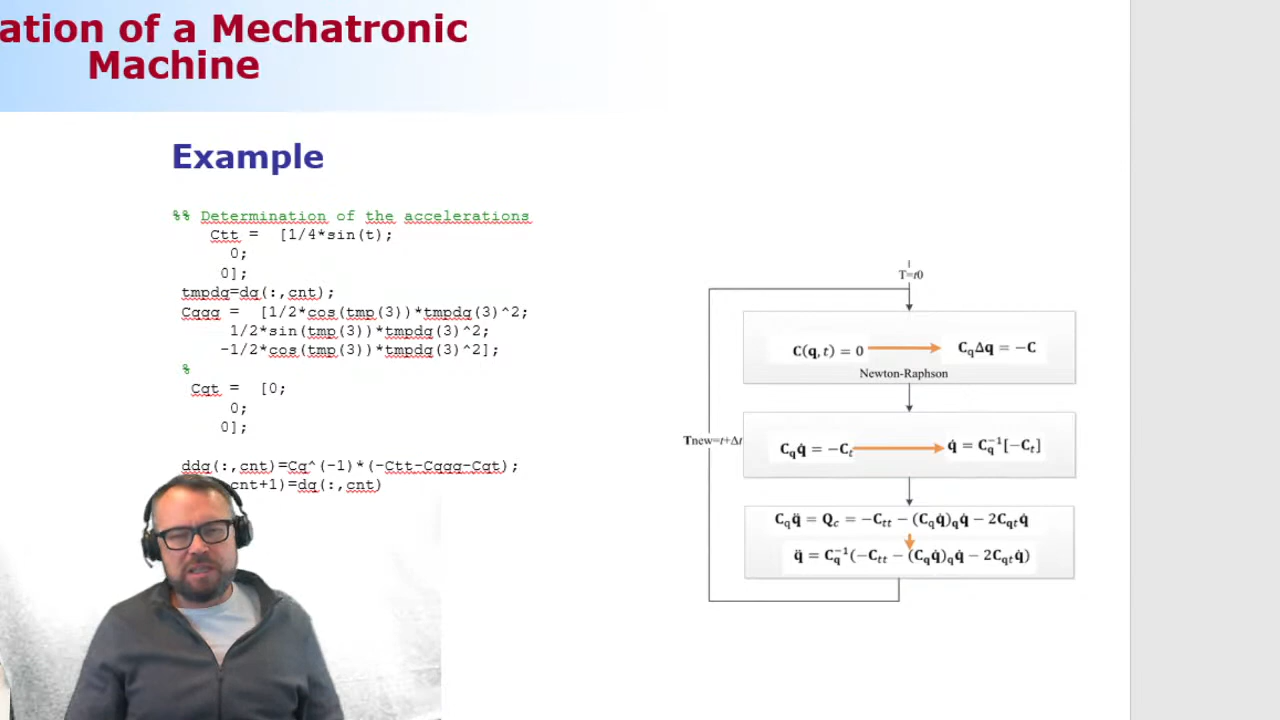 ation of a Mechatronic
Machine
Example
%% Determination of the accelerations
Ctt = [1/4*sin(t);
0;
0];
tmpdq=dq(:,cnt);
Cqqq = [1/2*cos(tmp(3))*tmpdq(3)^2;
1/2*sin(tmp(3))*tmpdq(3)^2;
-1/2*cos(tmp(3))*tmpdq(3)^2];
%
Cqt = [0;
0;
0];
ddq(:,cnt)=Cq^(-1)*(-Ctt-Cqqq-Cqt);
cnt+1)=dq(:,cnt)
T=t0
C(q, t) = 0
C_qΔq = −C
Newton-Raphson
Tnew=t+Δt
C_q q̇ = −C_t
q̇ = C_q^{-1}[−C_t]
C_q q̈ = Q_c = −C_tt − (C_q q̇)_q q̇ − 2C_qt q̇
q̈ = C_q^{-1}(−C_tt − (C_q q̇)_q q̇ − 2C_qt q̇)